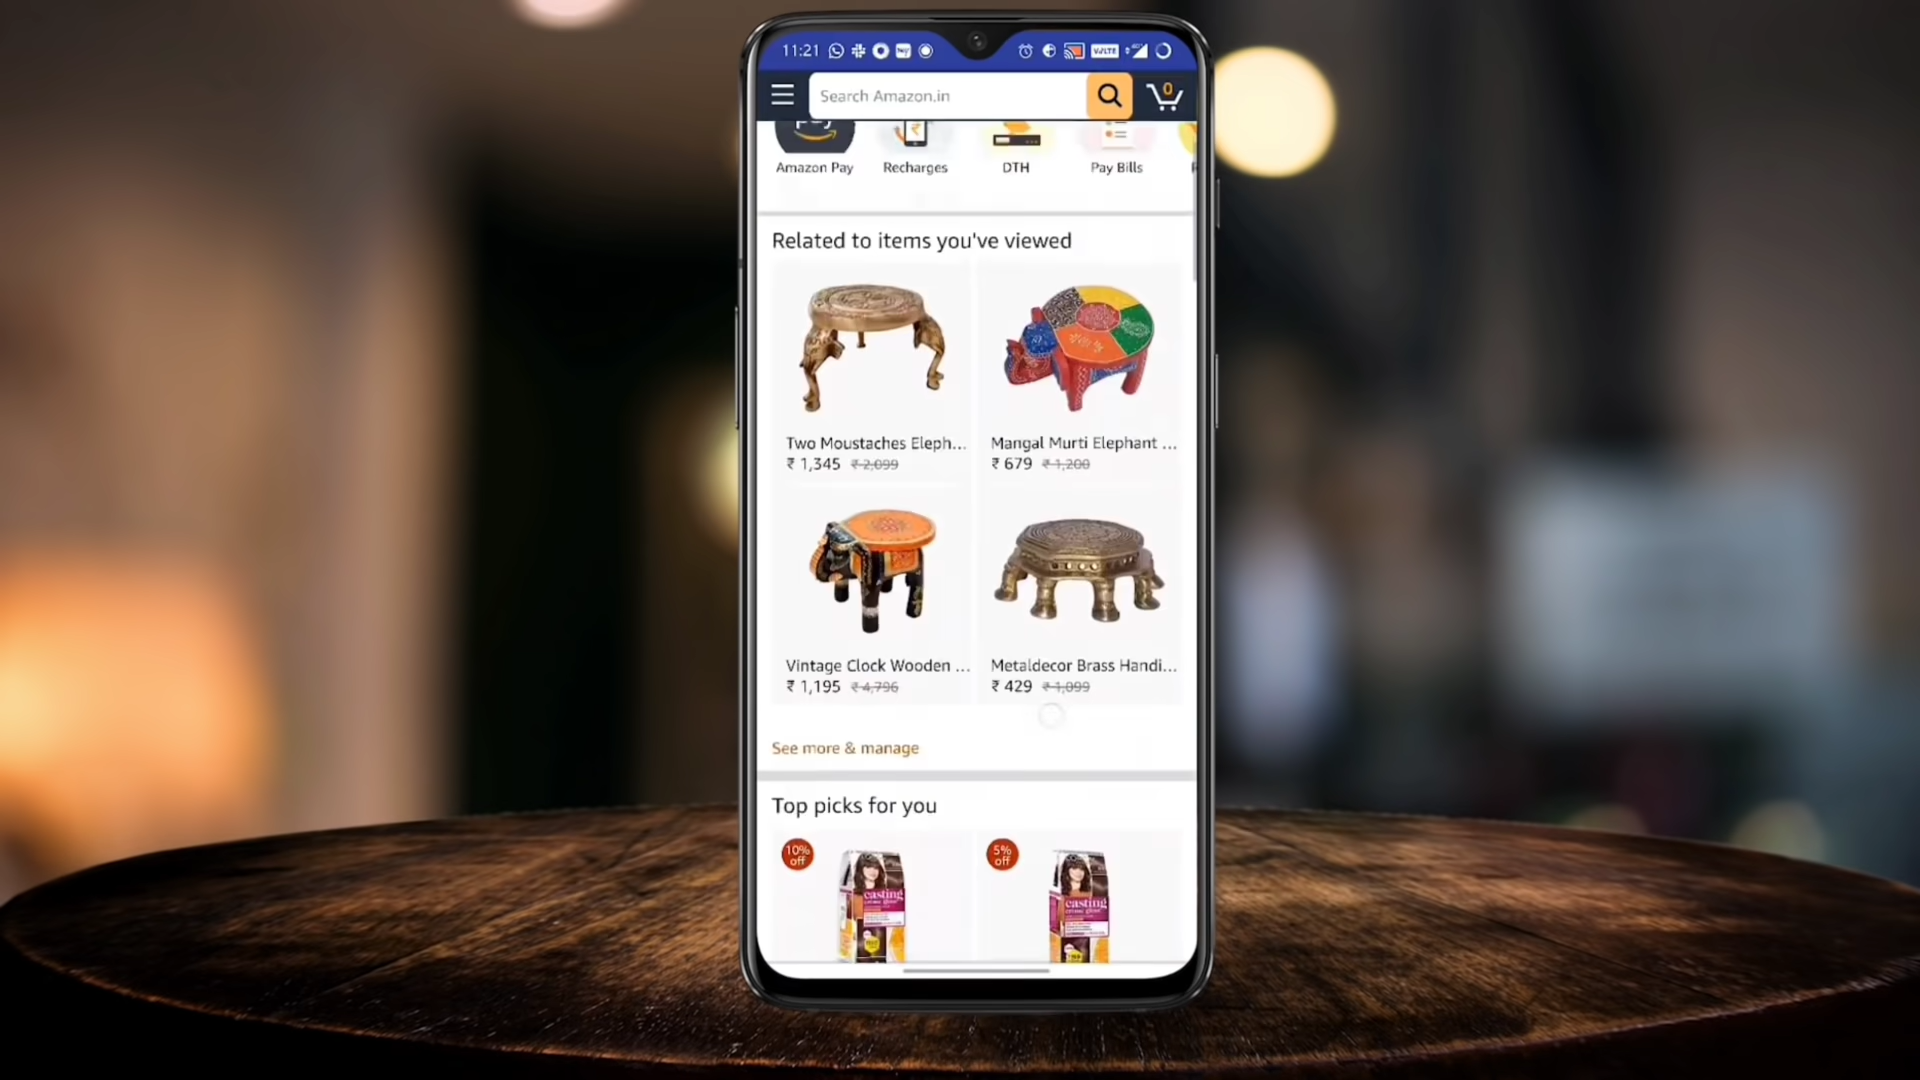 11:21
VoLTE
Search Amazon.in
0
pay
Amazon Pay Recharges DTH Pay Bills
Related to items you've viewed
Two Moustaches Eleph... Mangal Murti Elephant ...
₹ 1,345 ₹ 2,099 ₹ 679 ₹ 1,200
Vintage Clock Wooden ... Metaldecor Brass Handi...
₹ 1,195 ₹ 4,796 ₹ 429 ₹ 1,099
See more & manage
Top picks for you
10% off 5% off
casting casting